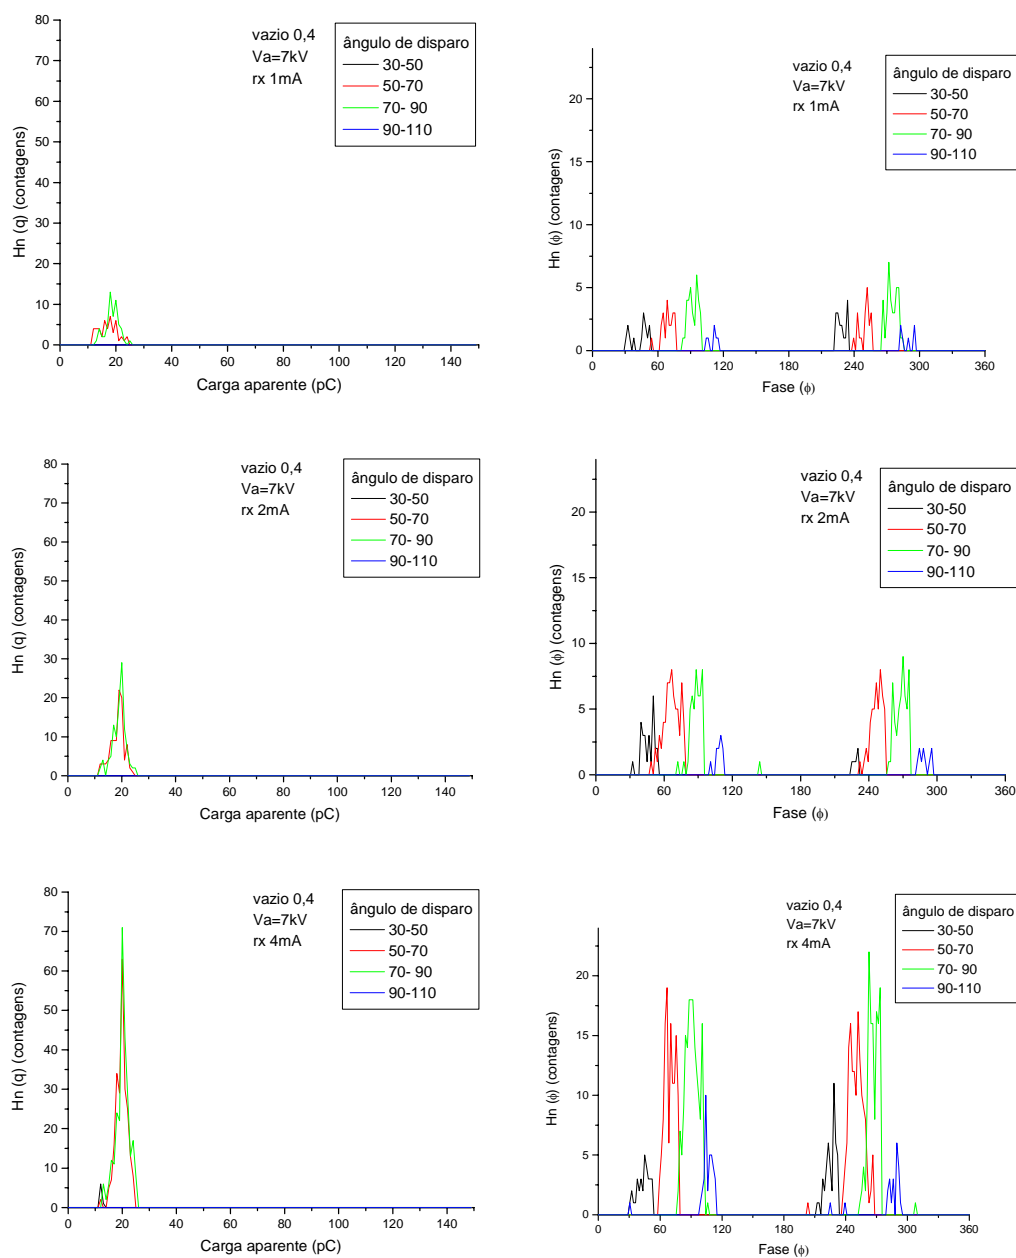 vazio 0,4
Va=7kV
rx 1mA
ângulo de disparo
30-50
50-70
70- 90
90-110
80
70
60
50
40
30
20
10
0
Hn (q) (contagens)
0 20 40 60 80 100 120 140
Carga aparente (pC)
vazio 0,4
Va=7kV
rx 1mA
ângulo de disparo
30-50
50-70
70- 90
90-110
20
15
10
5
0
Hn (ϕ) (contagens)
0 60 120 180 240 300 360
Fase (ϕ)
vazio 0,4
Va=7kV
rx 2mA
ângulo de disparo
30-50
50-70
70- 90
90-110
80
70
60
50
40
30
20
10
0
Hn (q) (contagens)
0 20 40 60 80 100 120 140
Carga aparente (pC)
vazio 0,4
Va=7kV
rx 2mA
ângulo de disparo
30-50
50-70
70- 90
90-110
20
15
10
5
0
Hn (ϕ) (contagens)
0 60 120 180 240 300 360
Fase (ϕ)
vazio 0,4
Va=7kV
rx 4mA
ângulo de disparo
30-50
50-70
70- 90
90-110
80
70
60
50
40
30
20
10
0
Hn (q) (contagens)
0 20 40 60 80 100 120 140
Carga aparente (pC)
vazio 0,4
Va=7kV
rx 4mA
ângulo de disparo
30-50
50-70
70- 90
90-110
20
15
10
5
0
Hn (ϕ) (contagens)
0 60 120 180 240 300 360
Fase (ϕ)